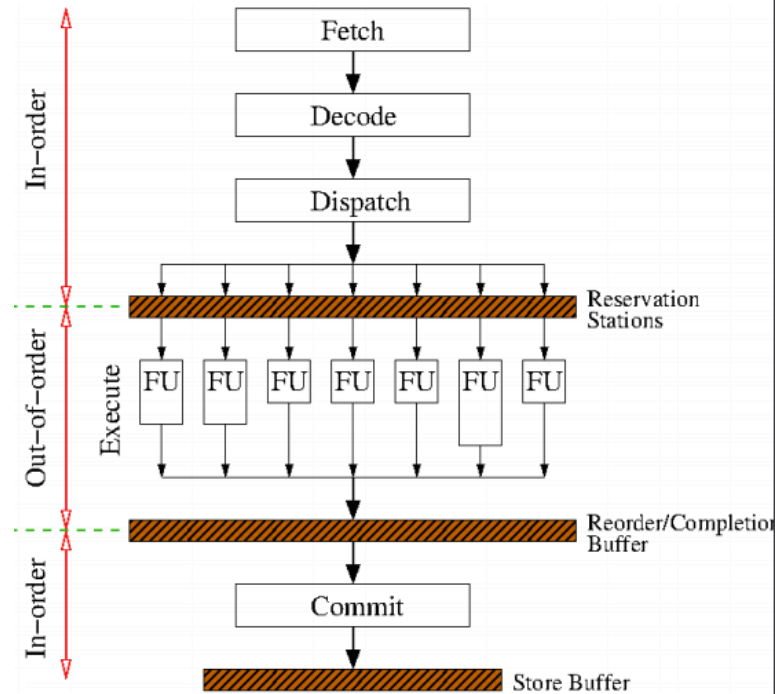 Fetch
In-order
Decode
Dispatch
Reservation
Stations
Out-of-order
Execute
FU FU FU FU FU FU FU
Reorder/Completion
Buffer
In-order
Commit
Store Buffer